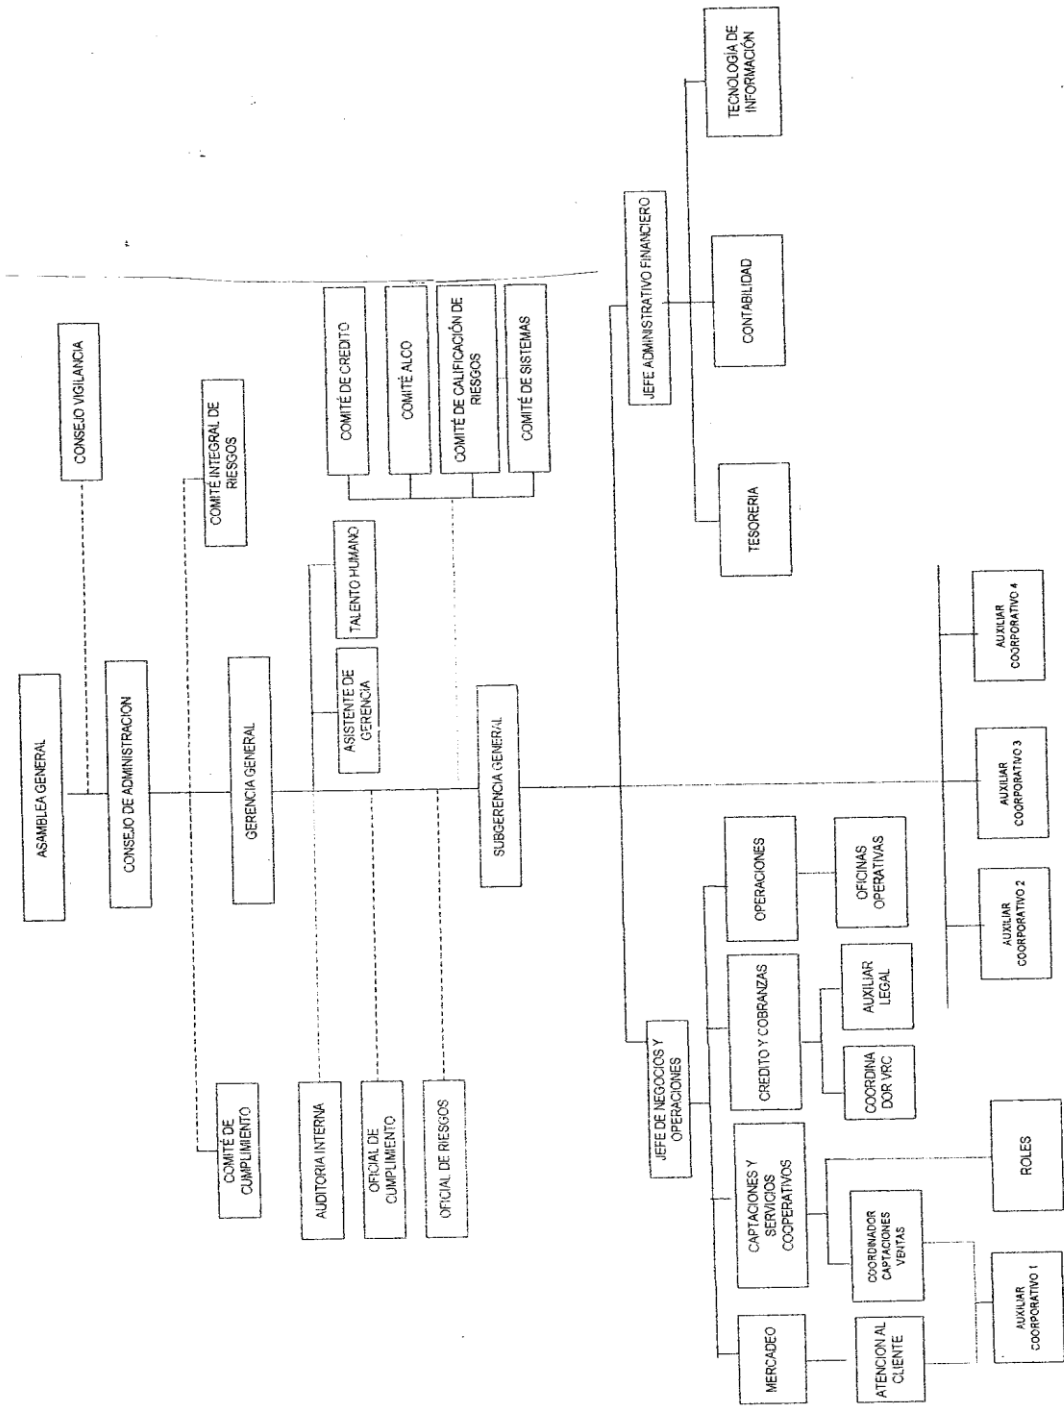 ASAMBLEA GENERAL
CONSEJO VIGILANCIA
CONSEJO DE ADMINISTRACION
COMITÉ DE
CUMPLIMIENTO
COMITÉ INTEGRAL DE
RIESGOS
GERENCIA GENERAL
AUDITORIA INTERNA
ASISTENTE DE
GERENCIA
TALENTO HUMANO
OFICIAL DE
CUMPLIMIENTO
OFICIAL DE RIESGOS
COMITÉ DE CREDITO
COMITÉ ALCO
COMITÉ DE CALIFICACIÓN DE
RIESGOS
COMITÉ DE SISTEMAS
SUBGERENCIA GENERAL
JEFE DE NEGOCIOS Y
OPERACIONES
JEFE ADMINISTRATIVO FINANCIERO
MERCADEO
CAPTACIONES Y
SERVICIOS
COOPERATIVOS
CREDITO Y COBRANZAS
OPERACIONES
TESORERIA
CONTABILIDAD
TECNOLOGÍA DE
INFORMACIÓN
ATENCION AL
CLIENTE
COORDINADOR
CAPTACIONES
VENTAS
COORDINA
DOR VRC
AUXILIAR
LEGAL
OFICINAS
OPERATIVAS
AUXILIAR
COORPORATIVO 1
ROLES
AUXILIAR
COORPORATIVO 2
AUXILIAR
COORPORATIVO 3
AUXILIAR
COORPORATIVO 4